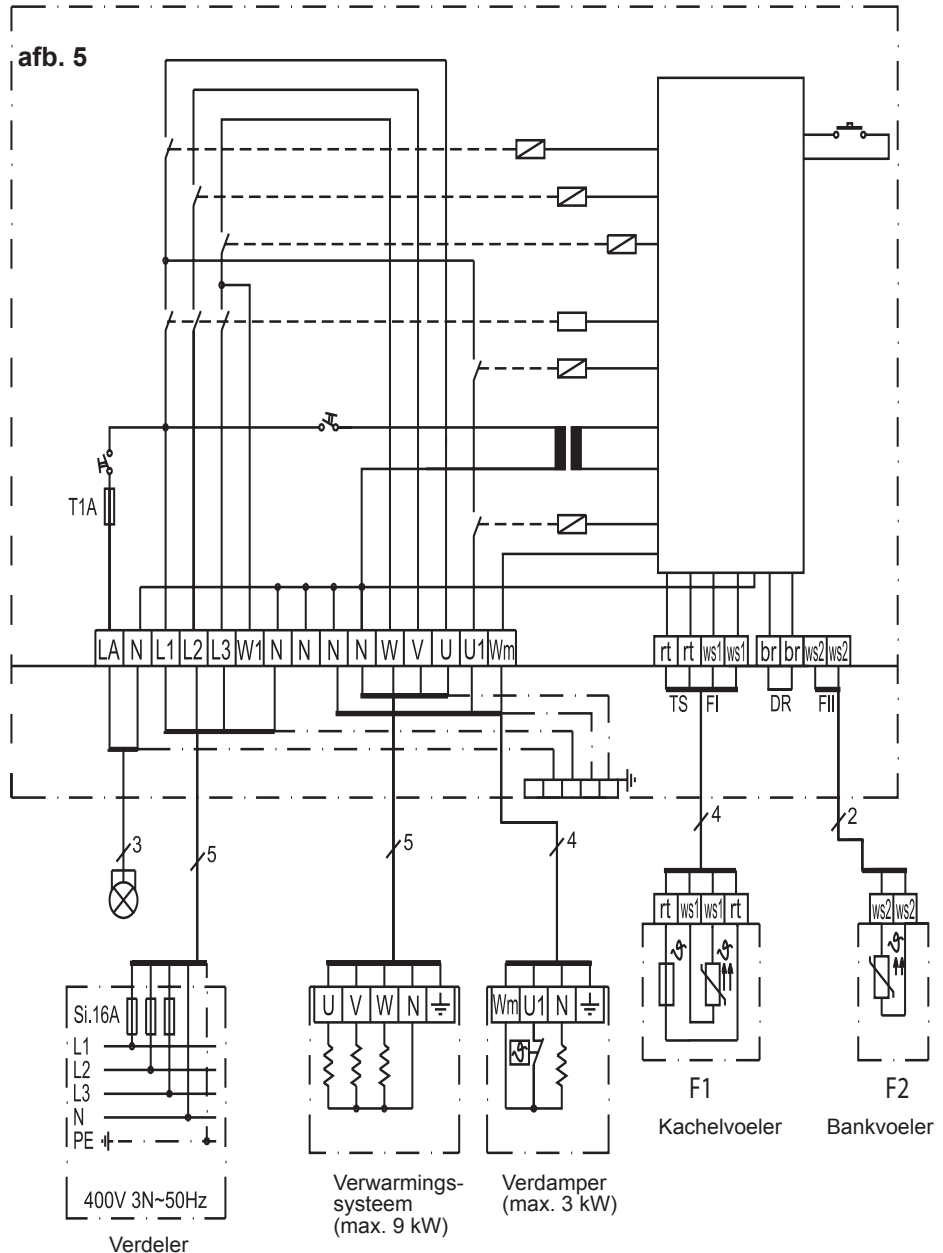 afb. 5
T1A
LA N L1 L2 L3 W1 N N N N W V U U1 Wm
rt rt ws1 ws1 br br ws2 ws2
TS FI DR FII
3 5 5 4 4 2
rt ws1 ws1 rt
ws2 ws2
Si.16A
L1
L2
L3
N
PE
400V 3N~50Hz
Verdeler
U V W N
Verwarmings-
systeem
(max. 9 kW)
Wm U1 N
Verdamper
(max. 3 kW)
F1
Kachelvoeler
F2
Bankvoeler